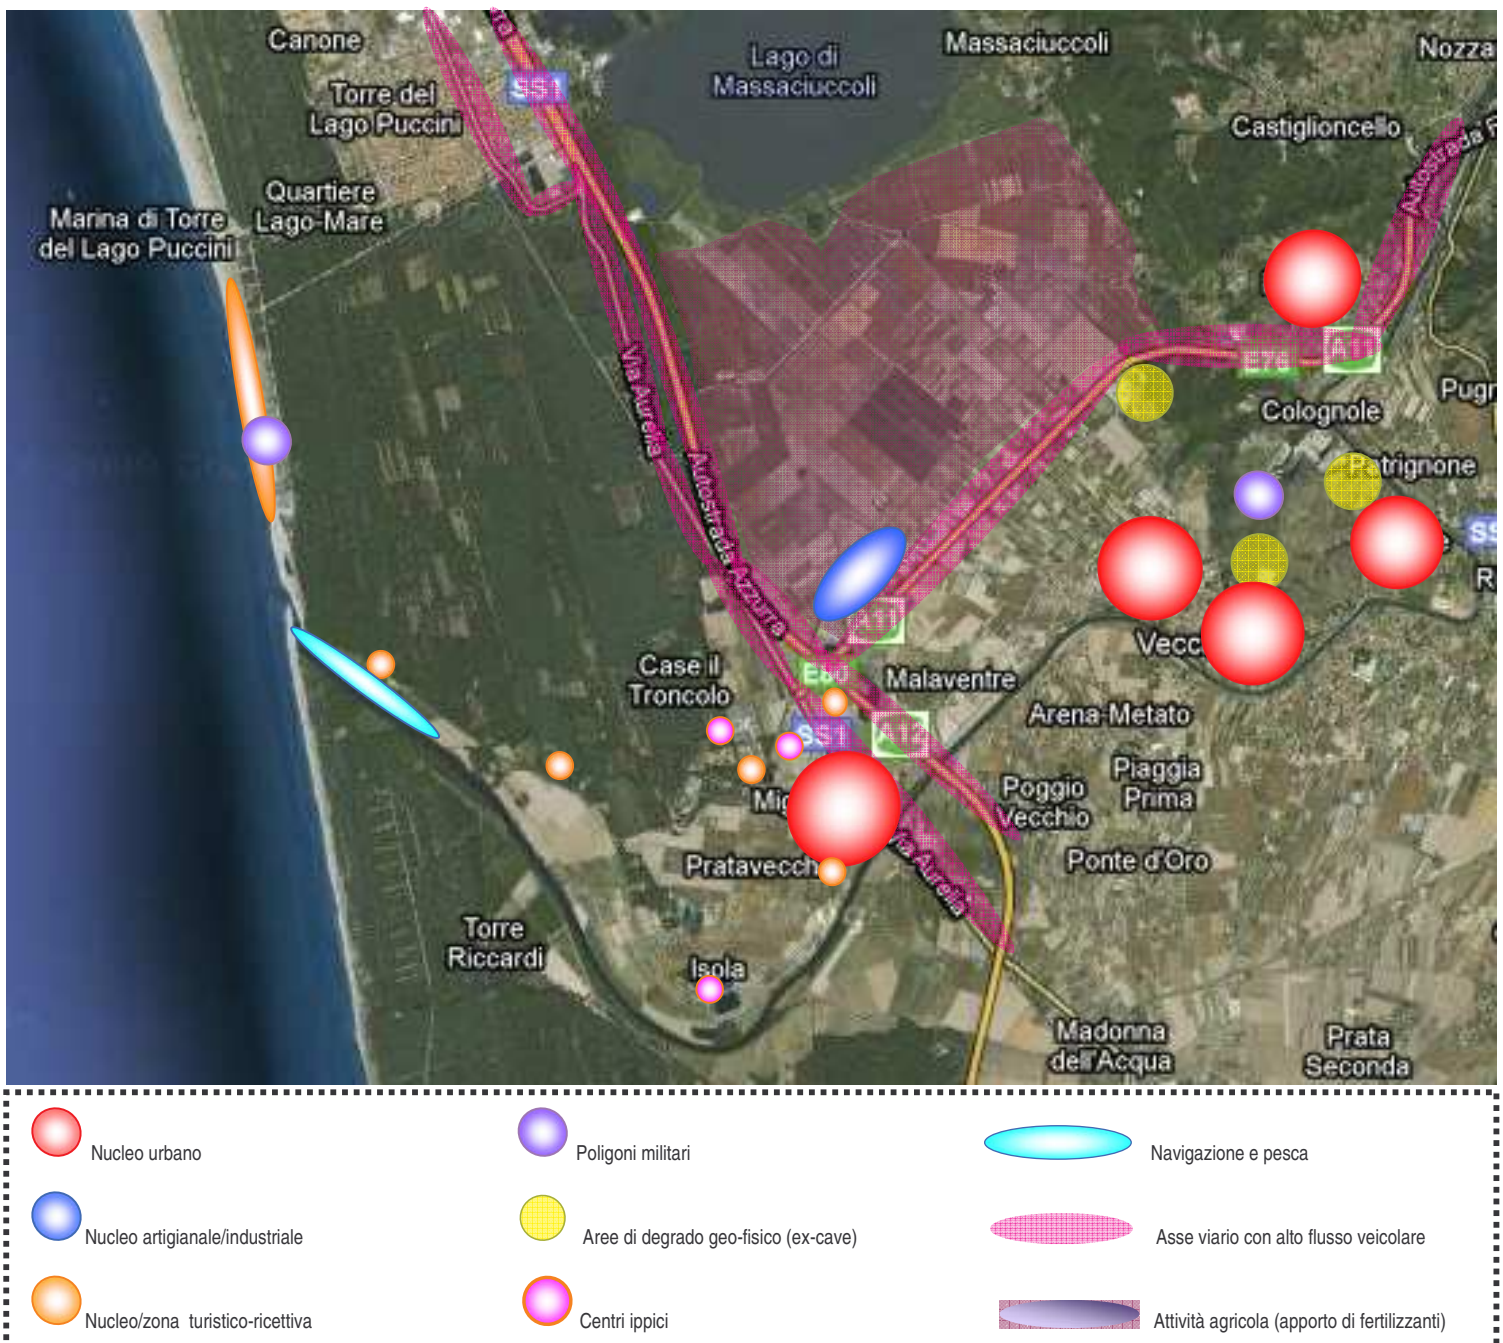 Canone
Lago di
Massaciuccoli
Massaciuccoli
Nozza
SS1
Torre del
Lago Puccini
Castiglioncello
Autostrada F
Quartiere
Lago-Mare
Marina di Torre
del Lago Puccini
Via Aurelia
Colognole
Pugn
Patrignone
Autostrada Azzurra
SS
R
A11
Vecc
Case il
Troncolo
E80
Malaventre
Arena-Metato
SS1
A12
Piaggia
Prima
Poggio
Vecchio
Mig
Pratavecch
Via Aurelia
Ponte d'Oro
Torre
Riccardi
Isola
Madonna
dell'Acqua
Prata
Seconda
Nucleo urbano
Poligoni militari
Navigazione e pesca
Nucleo artigianale/industriale
Aree di degrado geo-fisico (ex-cave)
Asse viario con alto flusso veicolare
Nucleo/zona turistico-ricettiva
Centri ippici
Attività agricola (apporto di fertilizzanti)